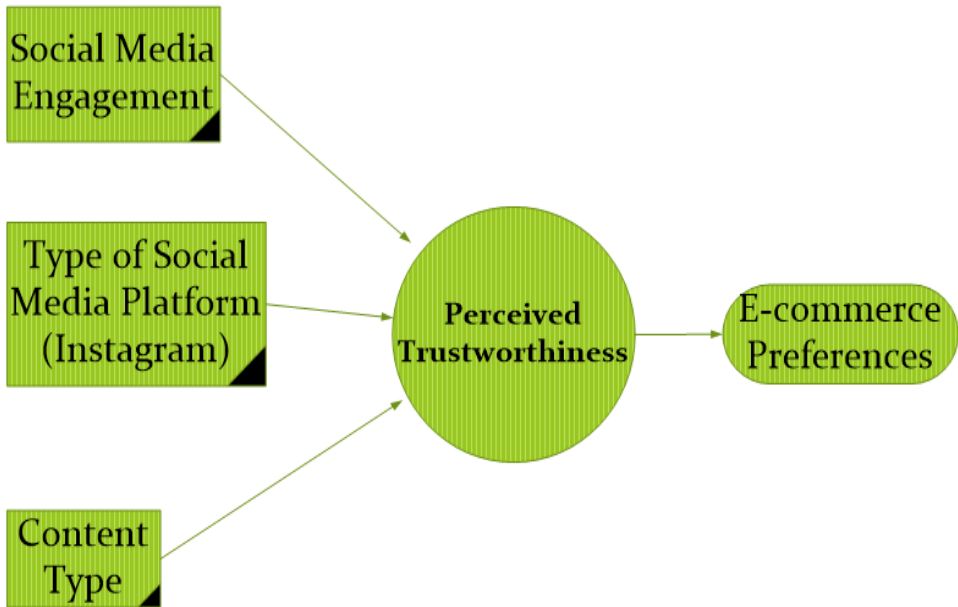 Social Media
Engagement
Type of Social
Media Platform
(Instagram)
Perceived
Trustworthiness
E-commerce
Preferences
Content
Type